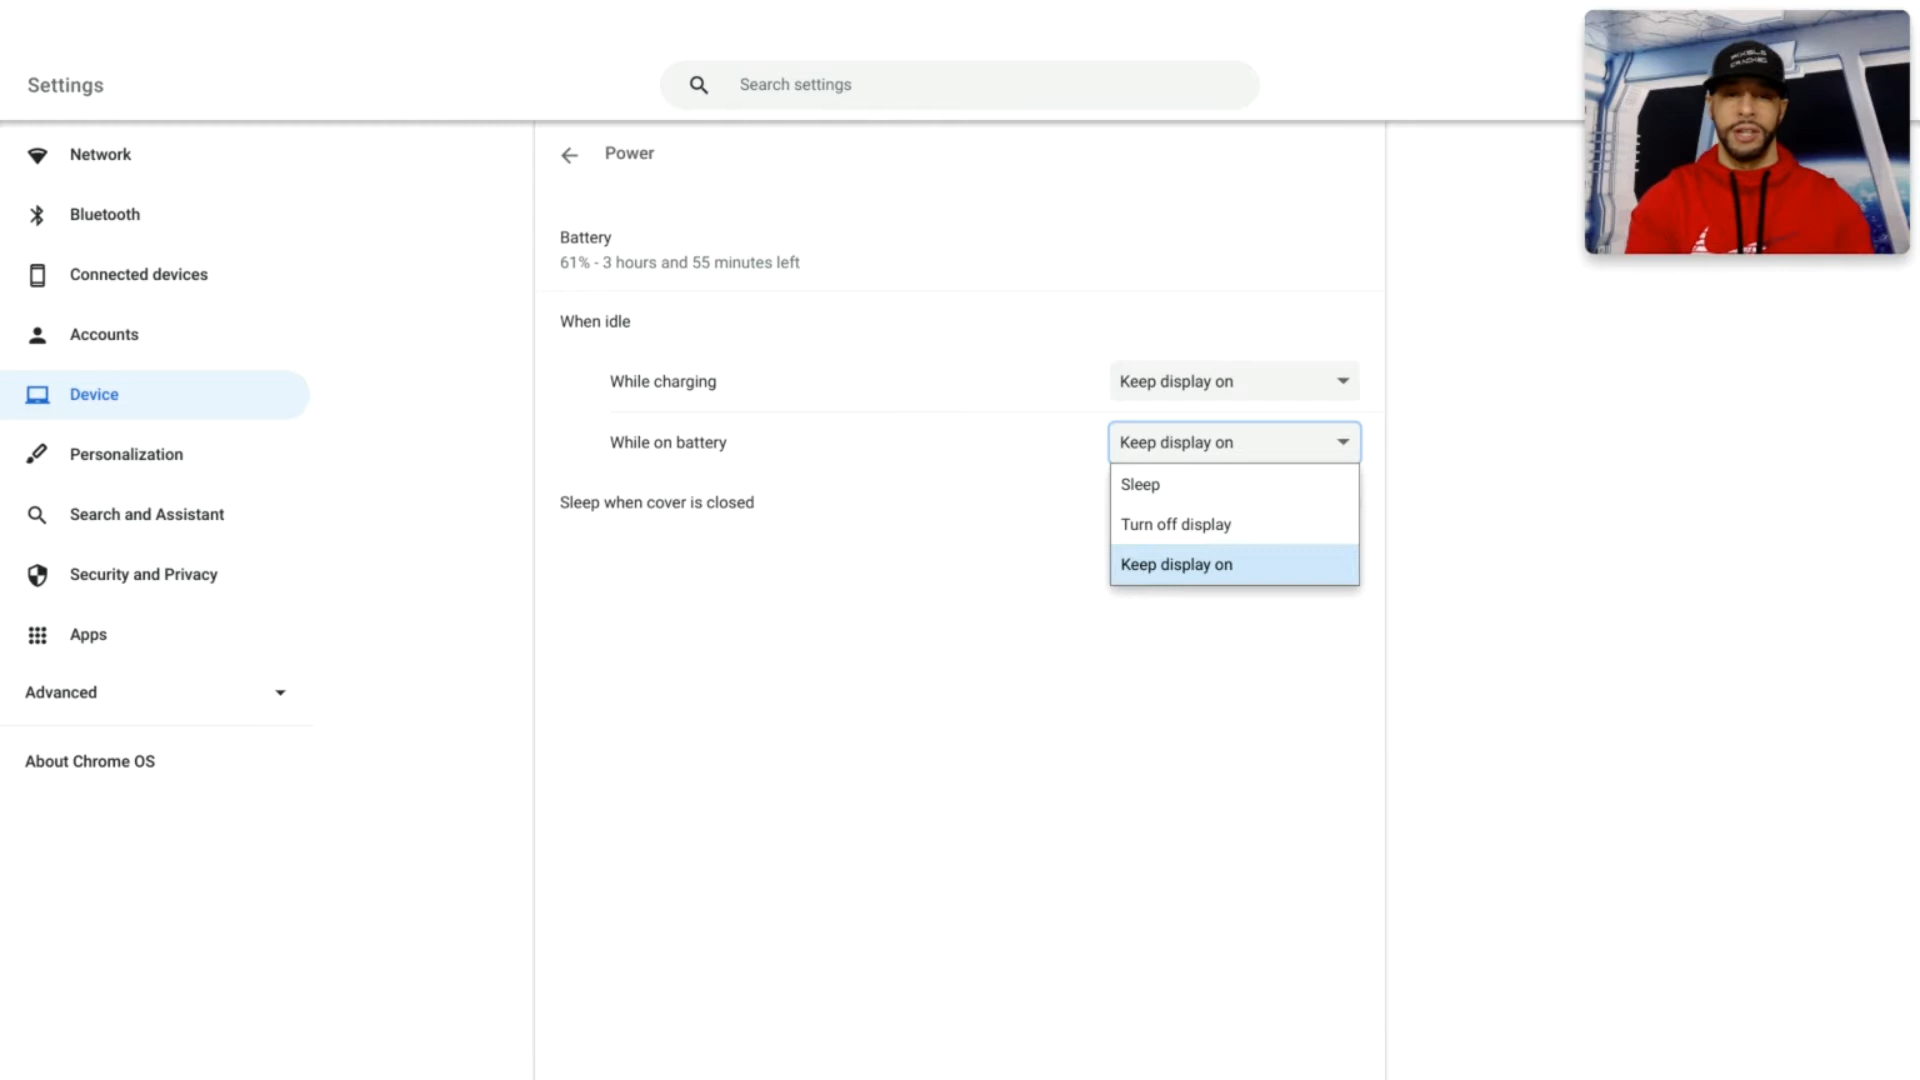 Settings
Search settings
Network
Bluetooth
Connected devices
Accounts
Device
Personalization
Search and Assistant
Security and Privacy
Apps
Advanced
About Chrome OS
Power
Battery
61% - 3 hours and 55 minutes left
When idle
While charging
Keep display on
While on battery
Keep display on
Sleep
Turn off display
Keep display on
Sleep when cover is closed